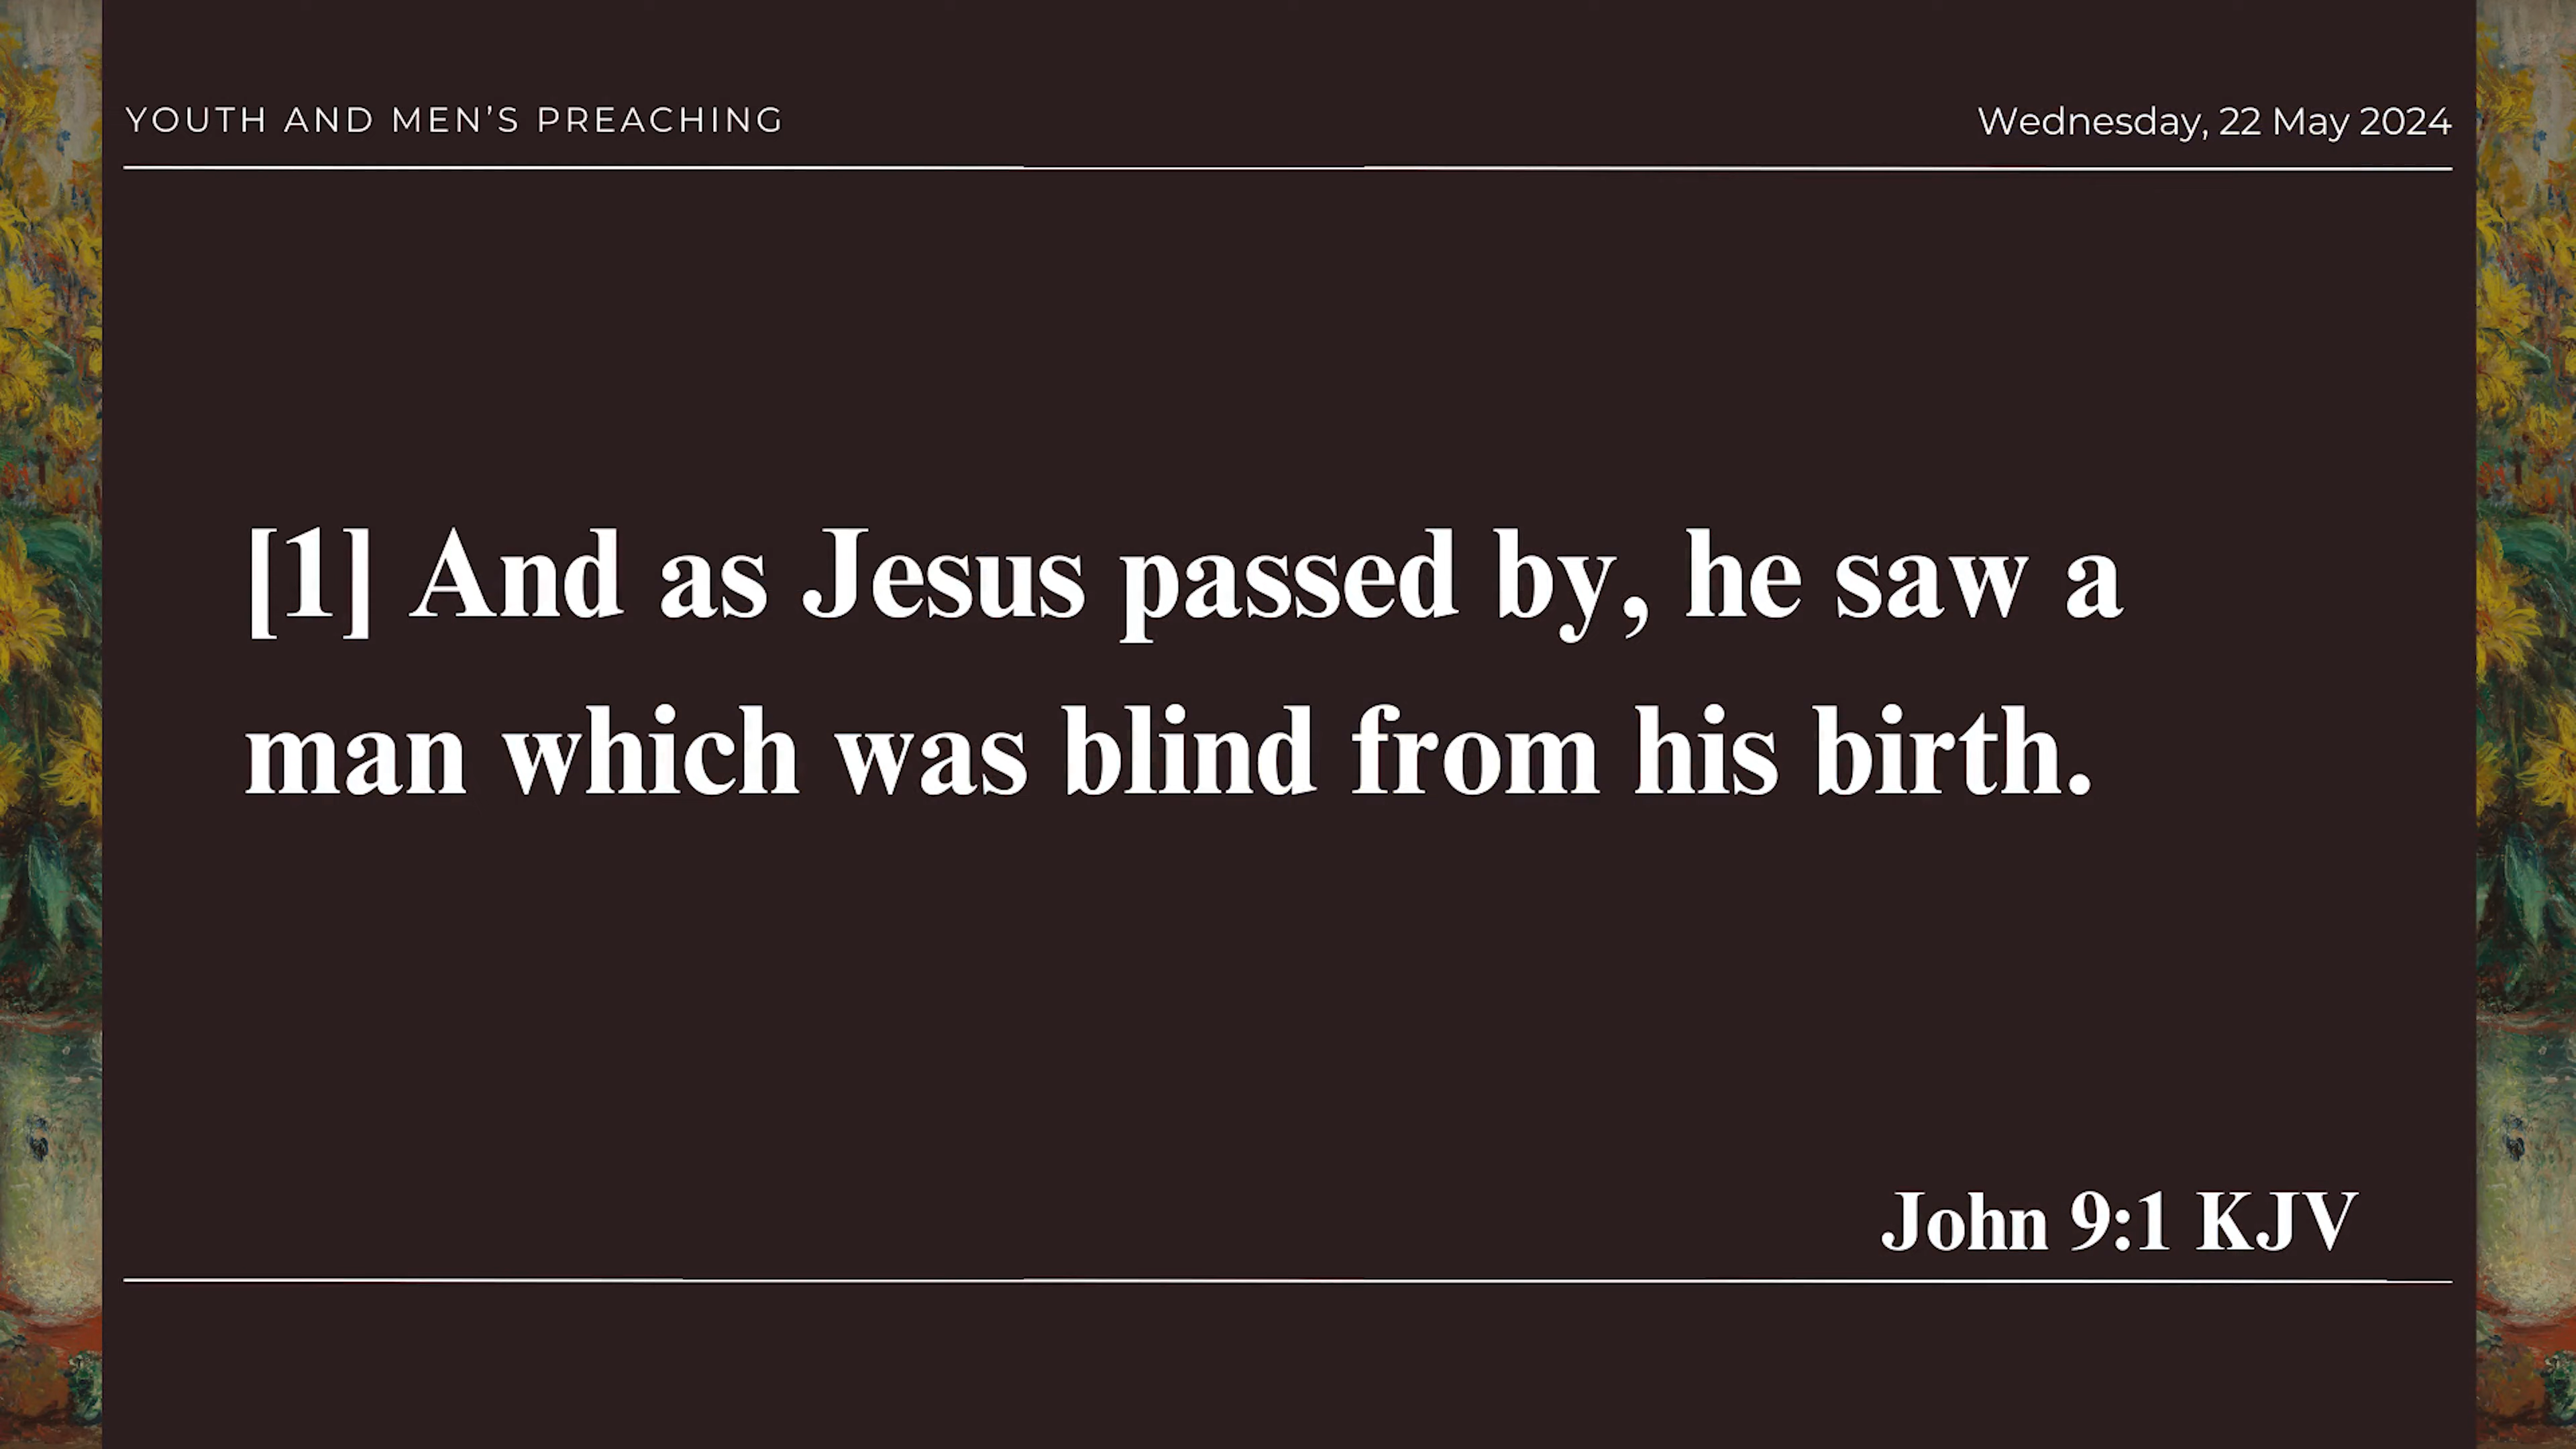 YOUTH AND MEN’S PREACHING
Wednesday, 22 May 2024
[1] And as Jesus passed by, he saw a
man which was blind from his birth.
John 9:1 KJV